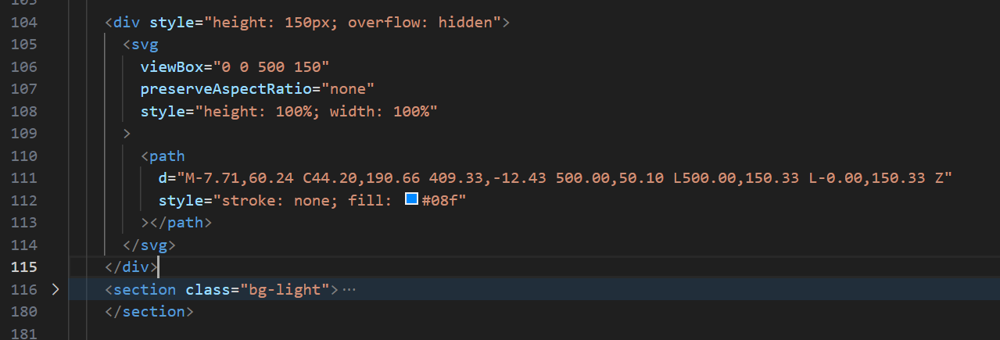 103
104 <div style="height: 150px; overflow: hidden">
105 <svg
106 viewBox="0 0 500 150"
107 preserveAspectRatio="none"
108 style="height: 100%; width: 100%"
109 >
110 <path
111 d="M-7.71,60.24 C44.20,190.66 409.33,-12.43 500.00,50.10 L500.00,150.33 L-0.00,150.33 Z"
112 style="stroke: none; fill: #08f"
113 ></path>
114 </svg>
115 </div>
116 <section class="bg-light">…
180 </section>
181